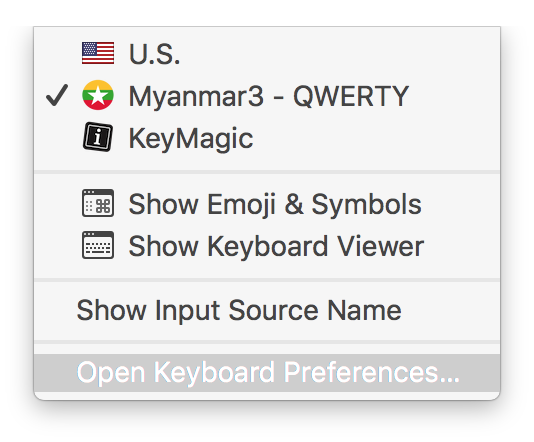 U.S.
Myanmar3 - QWERTY
KeyMagic
Show Emoji & Symbols
Show Keyboard Viewer
Show Input Source Name
Open Keyboard Preferences...